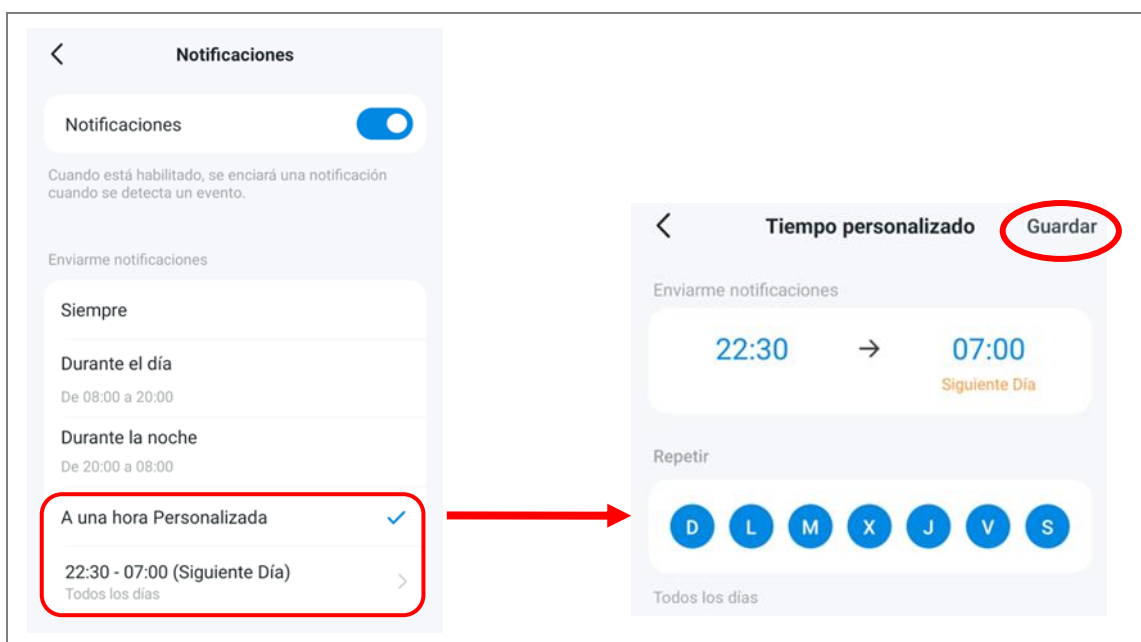 Notificaciones
Notificaciones
Cuando está habilitado, se enciará una notificación
cuando se detecta un evento.
Enviarme notificaciones
Siempre
Durante el día
De 08:00 a 20:00
Durante la noche
De 20:00 a 08:00
A una hora Personalizada
22:30 - 07:00 (Siguiente Día)
Todos los días
Tiempo personalizado Guardar
Enviarme notificaciones
22:30 → 07:00
Siguiente Día
Repetir
D L M X J V S
Todos los días